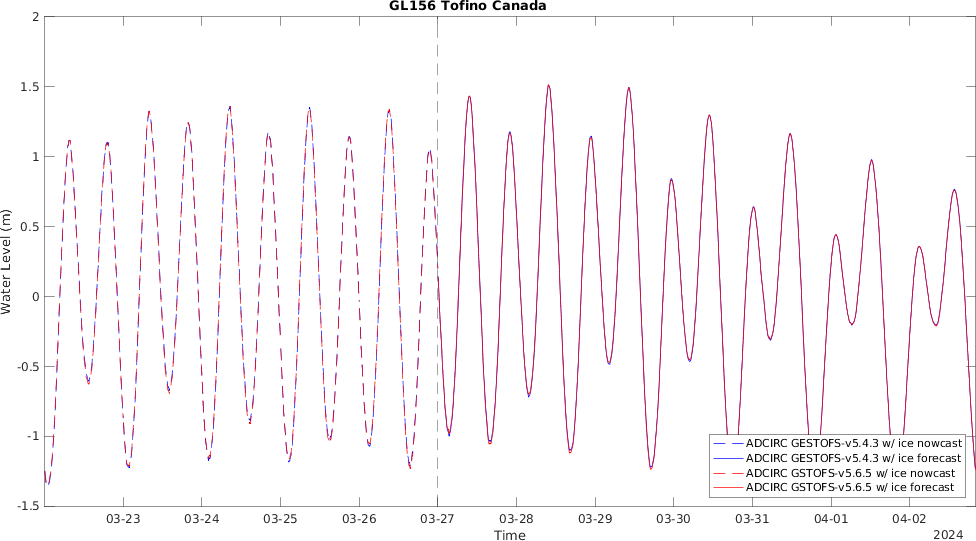 GL156 Tofino Canada
2
1.5
1
0.5
0
-0.5
-1
-1.5
Water Level (m)
ADCIRC GESTOFS-v5.4.3 w/ ice nowcast
ADCIRC GESTOFS-v5.4.3 w/ ice forecast
ADCIRC GSTOFS-v5.6.5 w/ ice nowcast
ADCIRC GSTOFS-v5.6.5 w/ ice forecast
03-23 03-24 03-25 03-26 03-27 03-28 03-29 03-30 03-31 04-01 04-02
Time
2024